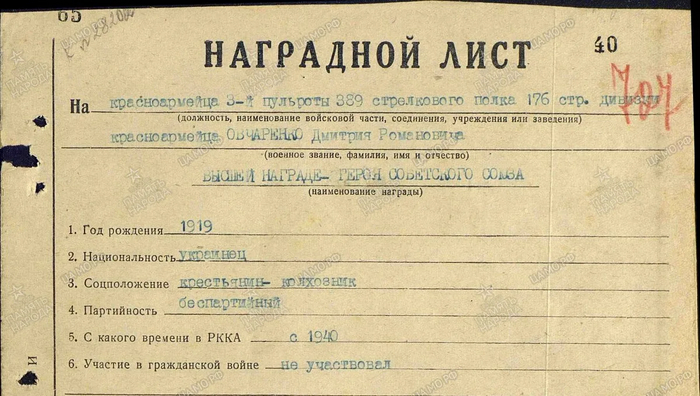 65
40
НАГРАДНОЙ ЛИСТ
707
На красноармейца 3-й пульроты 389 стрелкового полка 176 стр. дивизии
(должность, наименование войсковой части, соединения, учреждения или заведения)
красноармейца ОВЧАРЕНКО Дмитрия Романовича
(военное звание, фамилия, имя и отчество)
ВЫСШЕЙ НАГРАДЕ- ГЕРОЯ СОВЕТСКОГО СОЮЗА
(наименование награды)
1. Год рождения 1919
2. Национальность украинец
3. Соцположение крестьянин- колхозник
4. Партийность беспартийный
5. С какого времени в РККА с 1940
6. Участие в гражданской войне не участвовал